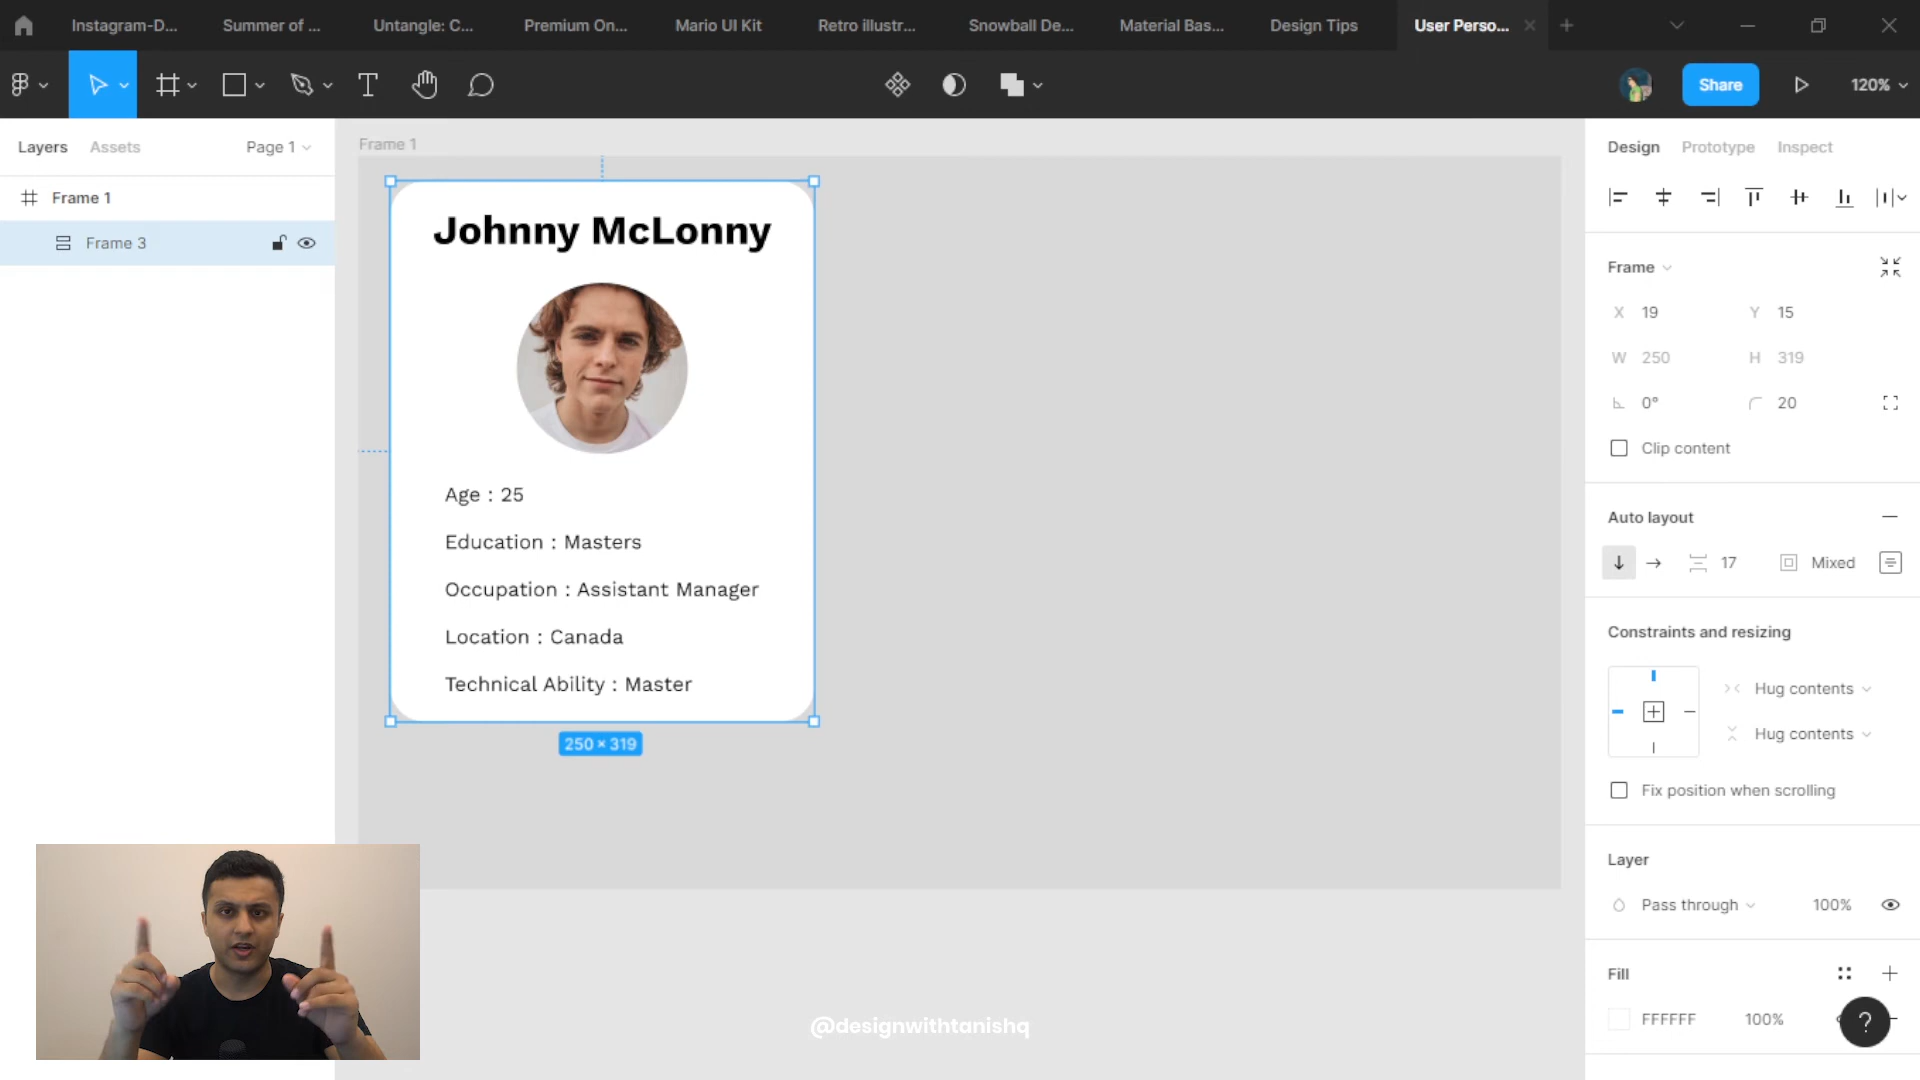 Instagram-D...
Summer of ...
Untangle: C...
Premium On...
Mario UI Kit
Retro illustr...
Snowball De...
Material Bas...
Design Tips
User Perso...
Share
120%
Layers
Assets
Page 1
Frame 1
Frame 3
Frame 1
Johnny McLonny
Age : 25
Education : Masters
Occupation : Assistant Manager
Location : Canada
Technical Ability : Master
250 × 319
@designwithtanishq
Design
Prototype
Inspect
Frame
X 19
Y 15
W 250
H 319
0°
20
Clip content
Auto layout
17
Mixed
Constraints and resizing
Hug contents
Hug contents
Fix position when scrolling
Layer
Pass through
100%
Fill
FFFFFF
100%
?